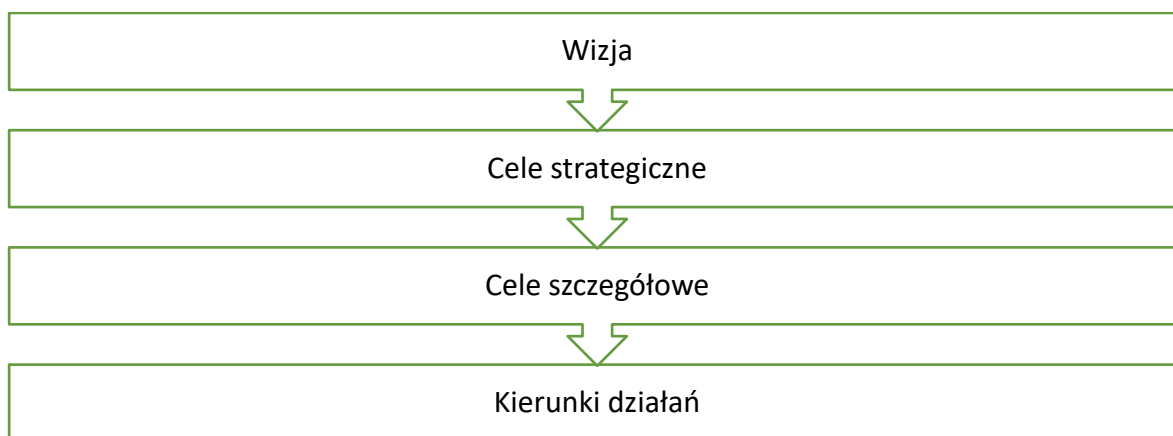 Wizja
Cele strategiczne
Cele szczegółowe
Kierunki działań